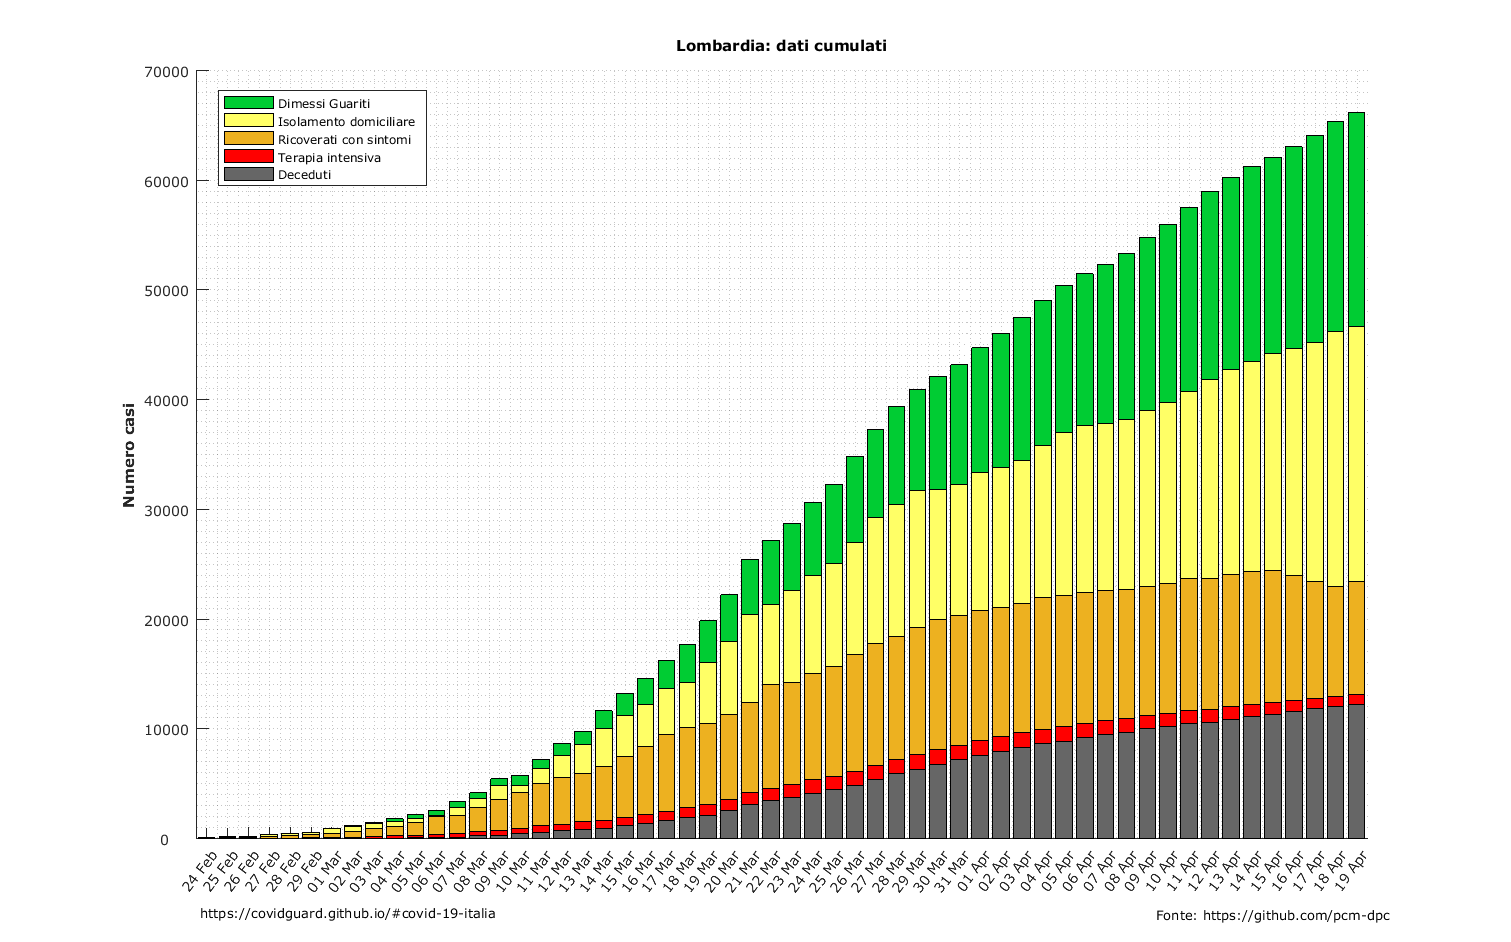 Lombardia: dati cumulati
70000
60000
50000
40000
30000
20000
10000
0
Numero casi
Dimessi Guariti
Isolamento domiciliare
Ricoverati con sintomi
Terapia intensiva
Deceduti
24 Feb
25 Feb
26 Feb
27 Feb
28 Feb
29 Feb
01 Mar
02 Mar
03 Mar
04 Mar
05 Mar
06 Mar
07 Mar
08 Mar
09 Mar
10 Mar
11 Mar
12 Mar
13 Mar
14 Mar
15 Mar
16 Mar
17 Mar
18 Mar
19 Mar
20 Mar
21 Mar
22 Mar
23 Mar
24 Mar
25 Mar
26 Mar
27 Mar
28 Mar
29 Mar
30 Mar
31 Mar
01 Apr
02 Apr
03 Apr
04 Apr
05 Apr
06 Apr
07 Apr
08 Apr
09 Apr
10 Apr
11 Apr
12 Apr
13 Apr
14 Apr
15 Apr
16 Apr
17 Apr
18 Apr
19 Apr
https://covidguard.github.io/#covid-19-italia
Fonte: https://github.com/pcm-dpc